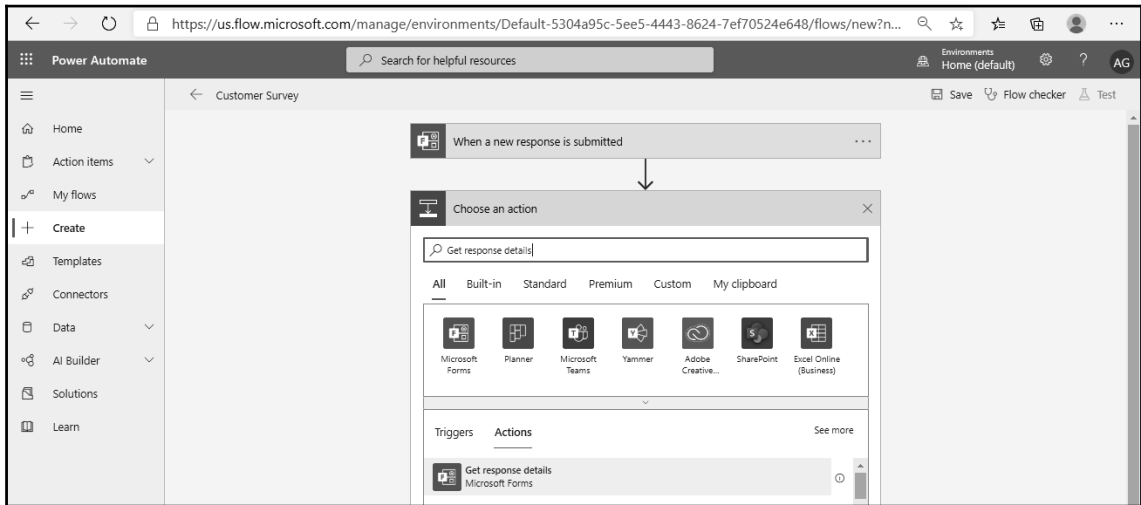 https://us.flow.microsoft.com/manage/environments/Default-5304a95c-5ee5-4443-8624-7ef70524e648/flows/new?n...
Power Automate
Search for helpful resources
Environments
Home (default)
?
AG
Customer Survey
Save
Flow checker
Test
Home
Action items
My flows
Create
Templates
Connectors
Data
AI Builder
Solutions
Learn
When a new response is submitted
Choose an action
Get response details
All Built-in Standard Premium Custom My clipboard
Microsoft Forms
Planner
Microsoft Teams
Yammer
Adobe Creative...
SharePoint
Excel Online (Business)
Triggers Actions See more
Get response details
Microsoft Forms